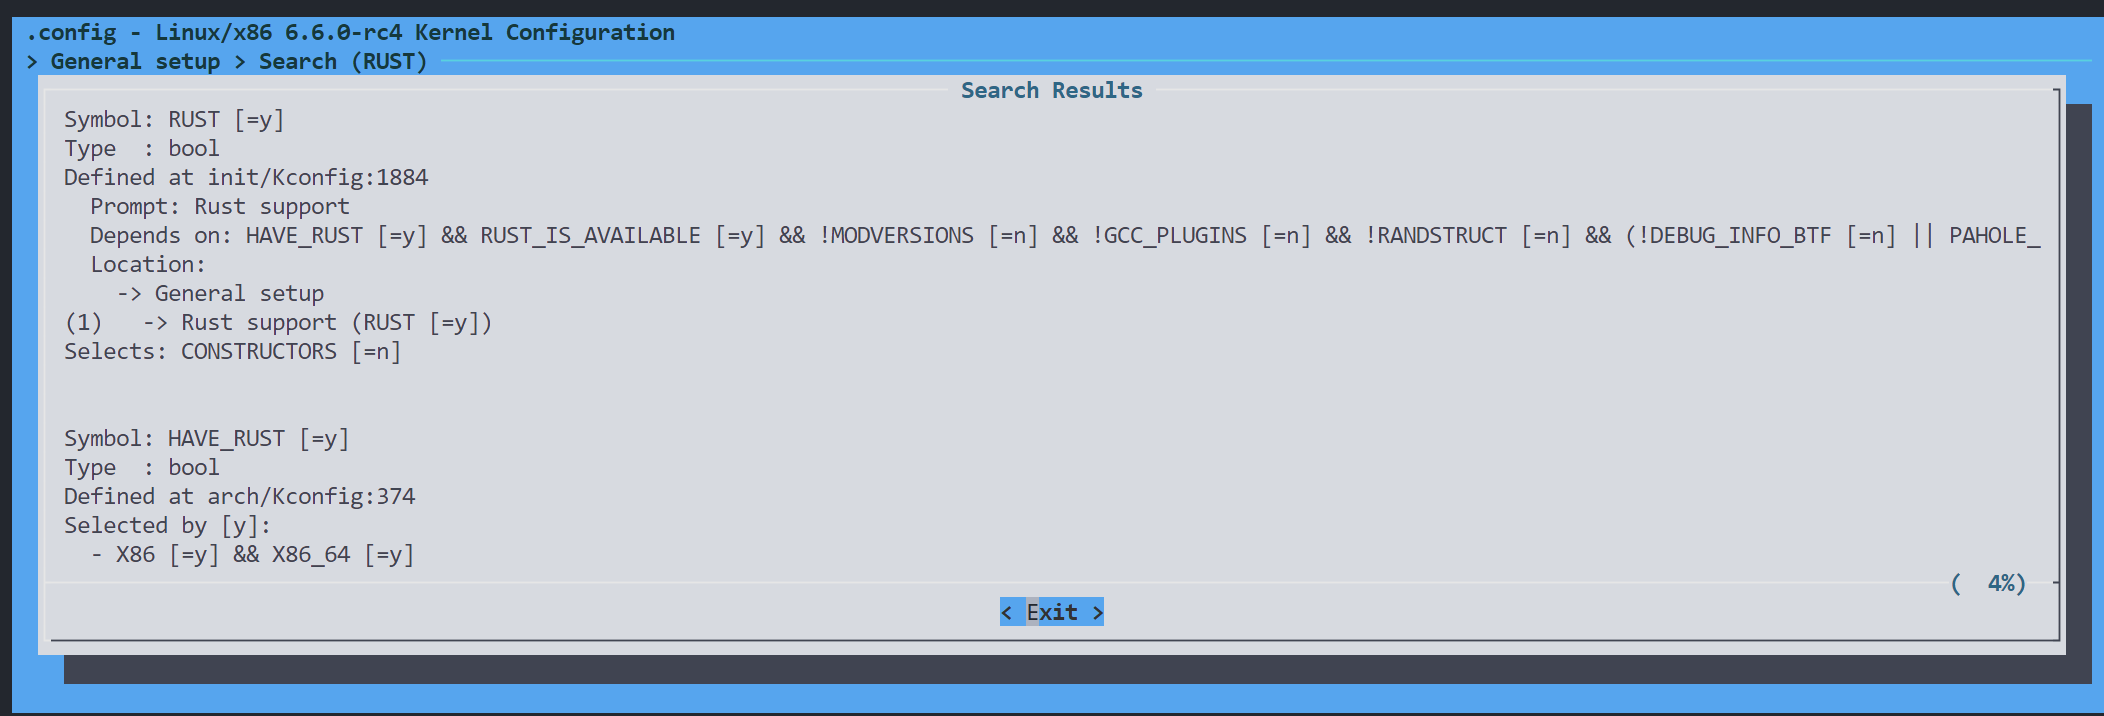 .config - Linux/x86 6.6.0-rc4 Kernel Configuration
> General setup > Search (RUST)
Search Results
Symbol: RUST [=y]
Type  : bool
Defined at init/Kconfig:1884
  Prompt: Rust support
  Depends on: HAVE_RUST [=y] && RUST_IS_AVAILABLE [=y] && !MODVERSIONS [=n] && !GCC_PLUGINS [=n] && !RANDSTRUCT [=n] && (!DEBUG_INFO_BTF [=n] || PAHOLE_
  Location:
    -> General setup
(1)   -> Rust support (RUST [=y])
Selects: CONSTRUCTORS [=n]
Symbol: HAVE_RUST [=y]
Type  : bool
Defined at arch/Kconfig:374
Selected by [y]:
  - X86 [=y] && X86_64 [=y]
(  4%)
< Exit >